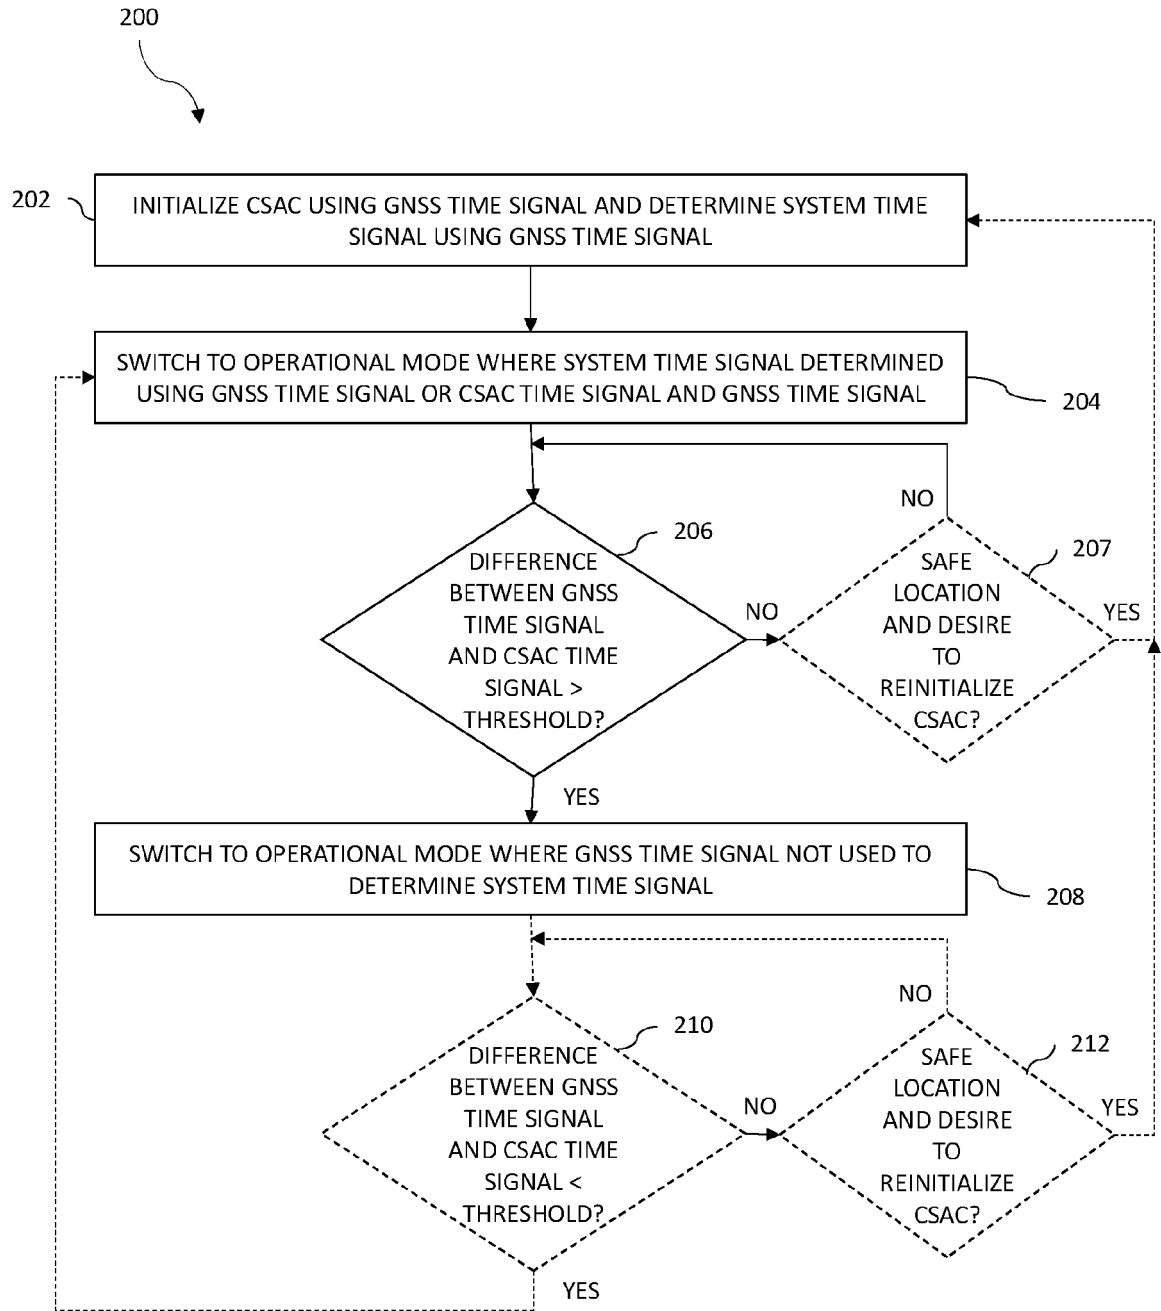 200
202
INITIALIZE CSAC USING GNSS TIME SIGNAL AND DETERMINE SYSTEM TIME
SIGNAL USING GNSS TIME SIGNAL
SWITCH TO OPERATIONAL MODE WHERE SYSTEM TIME SIGNAL DETERMINED
USING GNSS TIME SIGNAL OR CSAC TIME SIGNAL AND GNSS TIME SIGNAL
204
206
DIFFERENCE
BETWEEN GNSS
TIME SIGNAL
AND CSAC TIME
SIGNAL >
THRESHOLD?
NO
YES
NO
207
SAFE
LOCATION
AND DESIRE
TO
REINITIALIZE
CSAC?
YES
SWITCH TO OPERATIONAL MODE WHERE GNSS TIME SIGNAL NOT USED TO
DETERMINE SYSTEM TIME SIGNAL
208
210
DIFFERENCE
BETWEEN GNSS
TIME SIGNAL
AND CSAC TIME
SIGNAL <
THRESHOLD?
NO
YES
NO
212
SAFE
LOCATION
AND DESIRE
TO
REINITIALIZE
CSAC?
YES